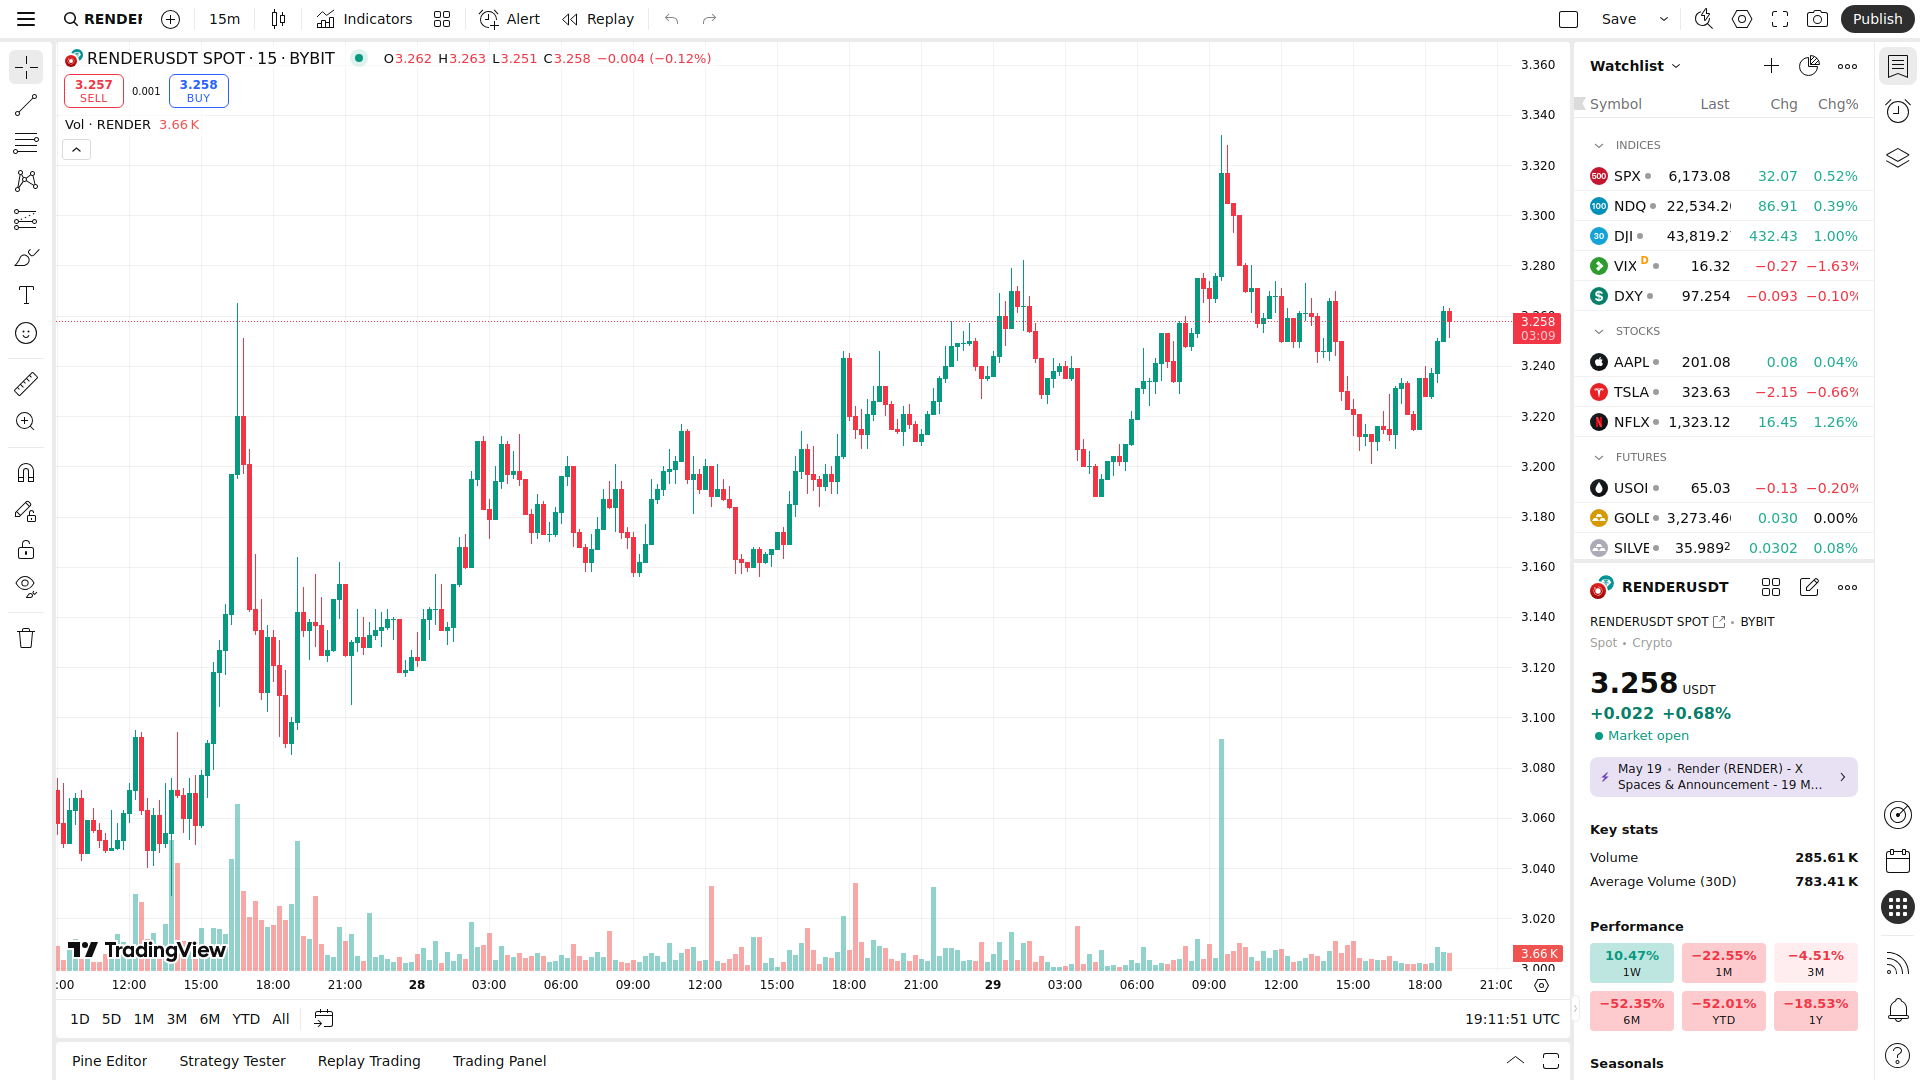 RENDER
15m
Indicators
Alert
Replay
Save
Publish
RENDERUSDT SPOT · 15 · BYBIT
O3.262 H3.263 L3.251 C3.258 −0.004 (−0.12%)
3.257
SELL
0.001
3.258
BUY
Vol · RENDER 3.66 K
3.360
3.340
3.320
3.300
3.280
3.258
03:09
3.240
3.220
3.200
3.180
3.160
3.140
3.120
3.100
3.080
3.060
3.040
3.020
3.66 K
3.000
TradingView
:00 12:00 15:00 18:00 21:00 28 03:00 06:00 09:00 12:00 15:00 18:00 21:00 29 03:00 06:00 09:00 12:00 15:00 18:00 21:00
1D 5D 1M 3M 6M YTD All
19:11:51 UTC
Pine Editor Strategy Tester Replay Trading Trading Panel
Watchlist
Symbol Last Chg Chg%
INDICES
500 SPX 6,173.08 32.07 0.52%
100 NDQ 22,534.2 86.91 0.39%
30 DJI 43,819.2 432.43 1.00%
VIX D 16.32 −0.27 −1.63%
DXY 97.254 −0.093 −0.10%
STOCKS
AAPL 201.08 0.08 0.04%
TSLA 323.63 −2.15 −0.66%
NFLX 1,323.12 16.45 1.26%
FUTURES
USOI 65.03 −0.13 −0.20%
GOLD 3,273.46 0.030 0.00%
SILVE 35.989² 0.0302 0.08%
RENDERUSDT
RENDERUSDT SPOT • BYBIT
Spot • Crypto
3.258 USDT
+0.022 +0.68%
Market open
May 19 • Render (RENDER) - X
Spaces & Announcement - 19 M...
Key stats
Volume 285.61 K
Average Volume (30D) 783.41 K
Performance
10.47%
1W
−22.55%
1M
−4.51%
3M
−52.35%
6M
−52.01%
YTD
−18.53%
1Y
Seasonals